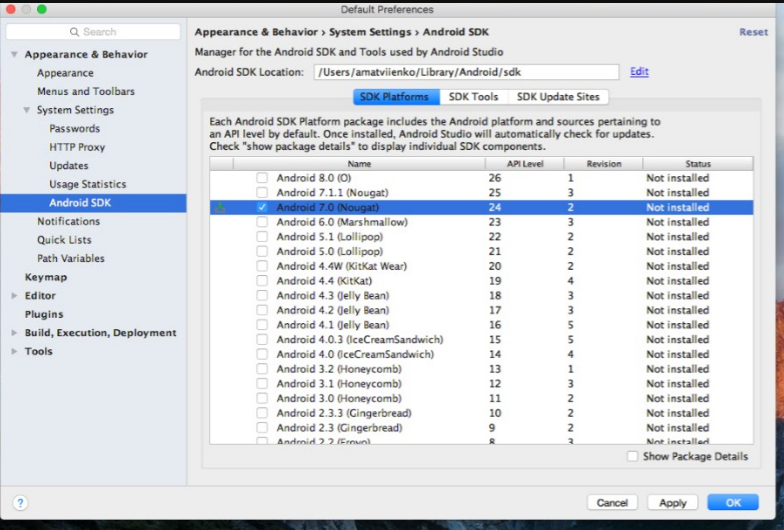 Default Preferences
Search
Appearance & Behavior
Appearance
Menus and Toolbars
System Settings
Passwords
HTTP Proxy
Updates
Usage Statistics
Android SDK
Notifications
Quick Lists
Path Variables
Keymap
Editor
Plugins
Build, Execution, Deployment
Tools
Appearance & Behavior › System Settings › Android SDK
Reset
Manager for the Android SDK and Tools used by Android Studio
Android SDK Location: /Users/amatviienko/Library/Android/sdk Edit
SDK Platforms SDK Tools SDK Update Sites
Each Android SDK Platform package includes the Android platform and sources pertaining to
an API level by default. Once installed, Android Studio will automatically check for updates.
Check "show package details" to display individual SDK components.
Name API Level Revision Status
Android 8.0 (O) 26 1 Not installed
Android 7.1.1 (Nougat) 25 3 Not installed
Android 7.0 (Nougat) 24 2 Not installed
Android 6.0 (Marshmallow) 23 3 Not installed
Android 5.1 (Lollipop) 22 2 Not installed
Android 5.0 (Lollipop) 21 2 Not installed
Android 4.4W (KitKat Wear) 20 2 Not installed
Android 4.4 (KitKat) 19 4 Not installed
Android 4.3 (Jelly Bean) 18 3 Not installed
Android 4.2 (Jelly Bean) 17 3 Not installed
Android 4.1 (Jelly Bean) 16 5 Not installed
Android 4.0.3 (IceCreamSandwich) 15 5 Not installed
Android 4.0 (IceCreamSandwich) 14 4 Not installed
Android 3.2 (Honeycomb) 13 1 Not installed
Android 3.1 (Honeycomb) 12 3 Not installed
Android 3.0 (Honeycomb) 11 2 Not installed
Android 2.3.3 (Gingerbread) 10 2 Not installed
Android 2.3 (Gingerbread) 9 2 Not installed
Android 2.2 (Froyo) 8 3 Not installed
Show Package Details
? Cancel Apply OK